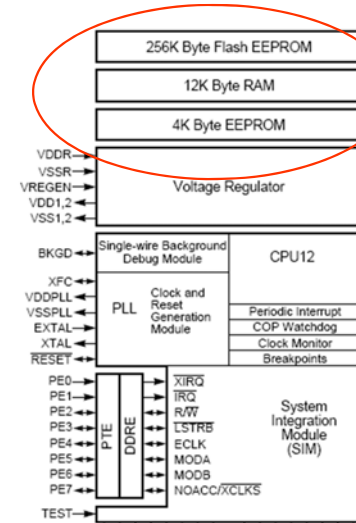 256K Byte Flash EEPROM
12K Byte RAM
4K Byte EEPROM
VDDR
VSSR
VREGEN
VDD1,2
VSS1,2
Voltage Regulator
BKGD
Single-wire Background
Debug Module
CPU12
XFC
VDDPLL
VSSPLL
EXTAL
XTAL
RESET
PLL
Clock and
Reset
Generation
Module
Periodic Interrupt
COP Watchdog
Clock Monitor
Breakpoints
PE0
PE1
PE2
PE3
PE4
PE5
PE6
PE7
PTE
DDRE
XIRQ
IRQ
R/W
LSTRB
ECLK
MODA
MODB
NOACC/XCLKS
System
Integration
Module
(SIM)
TEST